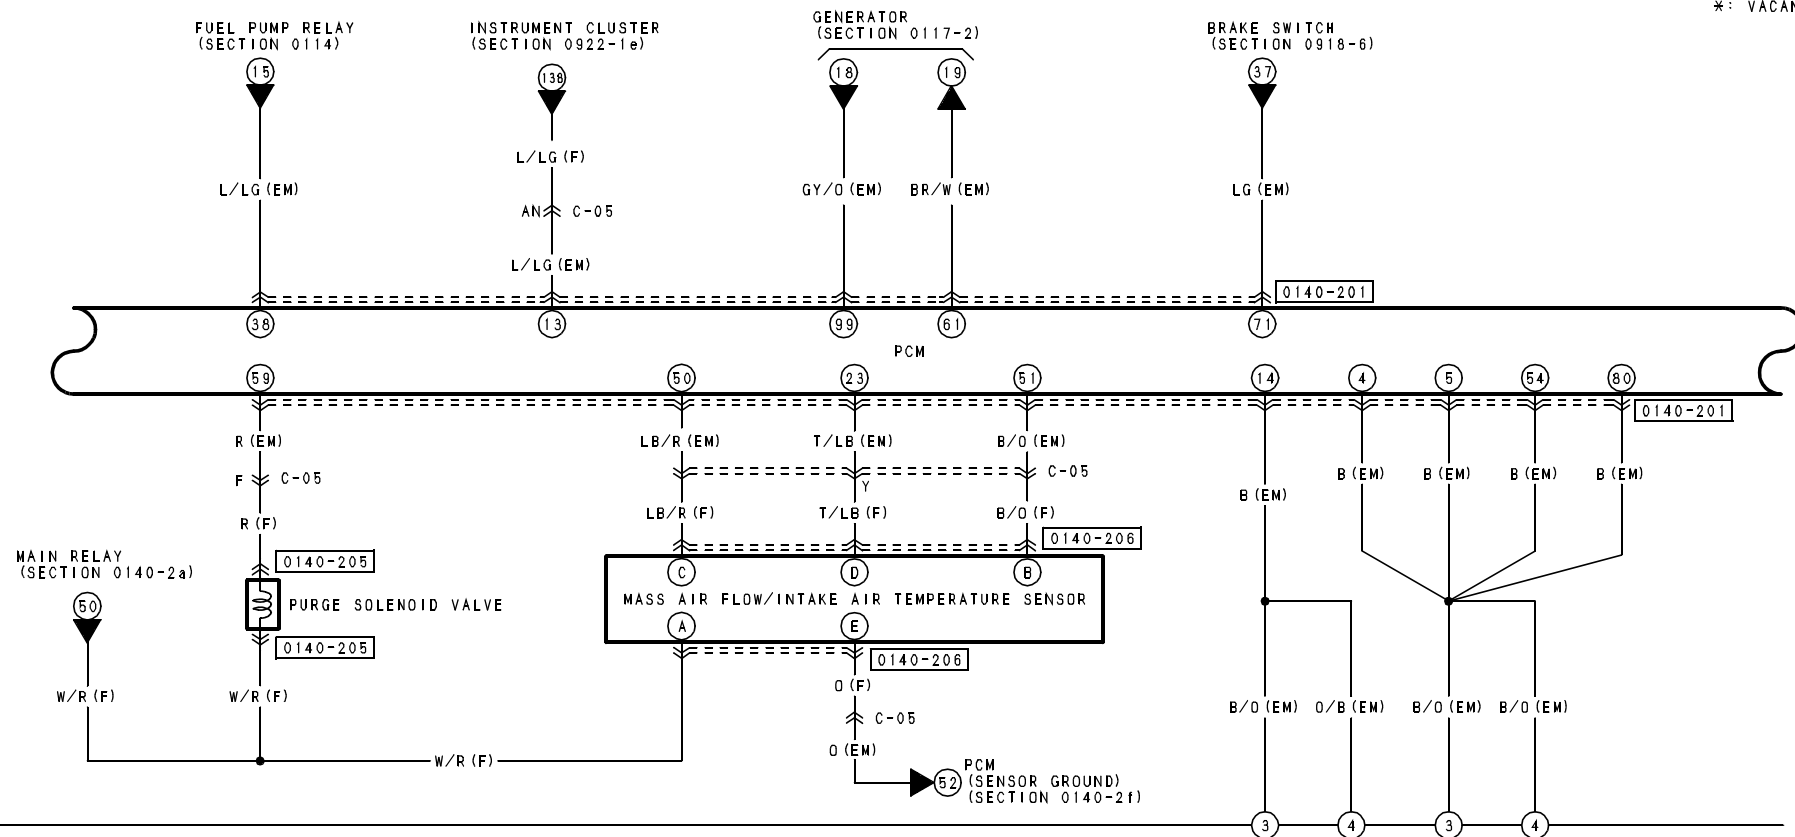 ✳: VACAN
FUEL PUMP RELAY
(SECTION 0114)
INSTRUMENT CLUSTER
(SECTION 0922-1e)
GENERATOR
(SECTION 0117-2)
BRAKE SWITCH
(SECTION 0918-6)
15
138
18
19
37
L/LG(F)
L/LG(EM)
GY/O(EM)
BR/W(EM)
LG(EM)
AN
C-05
L/LG(EM)
0140-201
38
13
99
61
71
PCM
59
50
23
51
14
4
5
54
80
0140-201
R(EM)
LB/R(EM)
T/LB(EM)
B/O(EM)
F
C-05
C-05
Y
B(EM)
B(EM)
B(EM)
B(EM)
B(EM)
R(F)
LB/R(F)
T/LB(F)
B/O(F)
0140-206
MAIN RELAY
(SECTION 0140-2a)
0140-205
C
D
B
50
PURGE SOLENOID VALVE
MASS AIR FLOW/INTAKE AIR TEMPERATURE SENSOR
A
E
0140-205
0140-206
O(F)
W/R(F)
W/R(F)
B/O(EM)
O/B(EM)
B/O(EM)
B/O(EM)
C-05
O(EM)
W/R(F)
52
PCM
(SENSOR GROUND)
(SECTION 0140-2f)
3
4
3
4